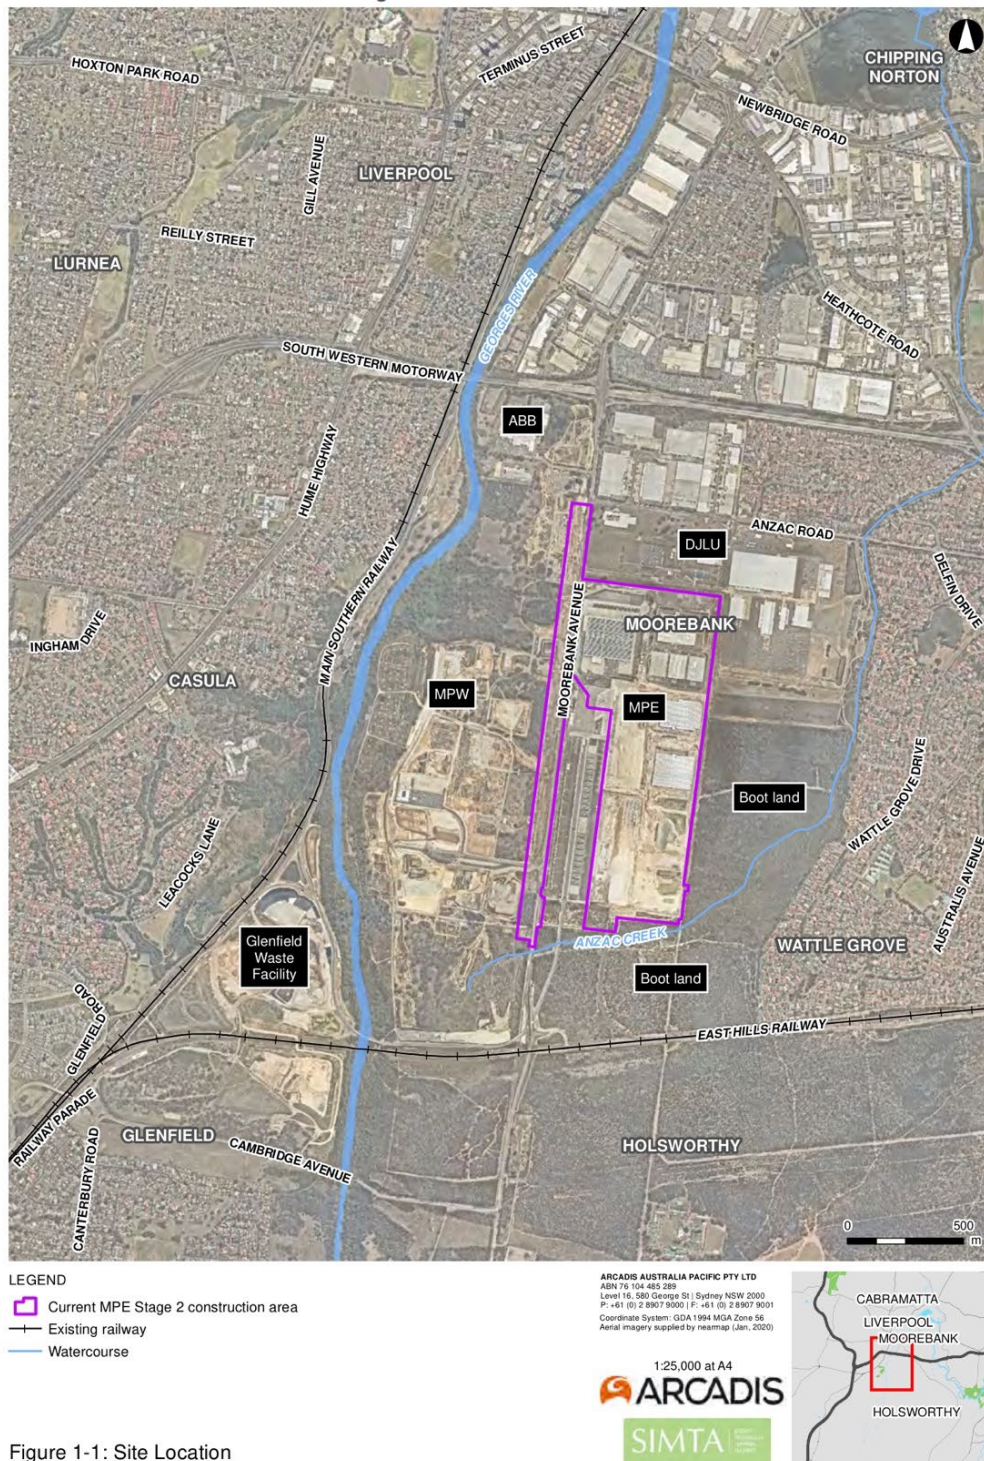 HOXTON PARK ROAD
TERMINUS STREET
CHIPPING
NORTON
NEWBRIDGE ROAD
GILL AVENUE
LIVERPOOL
REILLY STREET
LURNEA
GEORGES RIVER
HEATHCOTE ROAD
SOUTH WESTERN MOTORWAY
ABB
HUME HIGHWAY
ANZAC ROAD
DJLU
DELFIN DRIVE
MAIN SOUTHERN RAILWAY
MOOREBANK AVENUE
MOOREBANK
INGHAM DRIVE
CASULA
MPW
MPE
Boot land
WATTLE GROVE DRIVE
LEACOCKS LANE
AUSTRALIS AVENUE
Glenfield
Waste
Facility
ANZAC CREEK
WATTLE GROVE
Boot land
GLENFIELD ROAD
EAST HILLS RAILWAY
RAILWAY PARADE
GLENFIELD
CAMBRIDGE AVENUE
HOLSWORTHY
CANTERBURY ROAD
0 500
m
LEGEND
Current MPE Stage 2 construction area
Existing railway
Watercourse
ARCADIS AUSTRALIA PACIFIC PTY LTD
ABN 76 104 485 289
Level 16, 580 George St | Sydney NSW 2000
P: +61 (0) 2 8907 9000 | F: +61 (0) 2 8907 9001
Coordinate System: GDA 1994 MGA Zone 56
Aerial imagery supplied by nearmap (Jan, 2020)
1:25,000 at A4
ARCADIS
SIMTA
CABRAMATTA
LIVERPOOL
MOOREBANK
HOLSWORTHY
Figure 1-1: Site Location